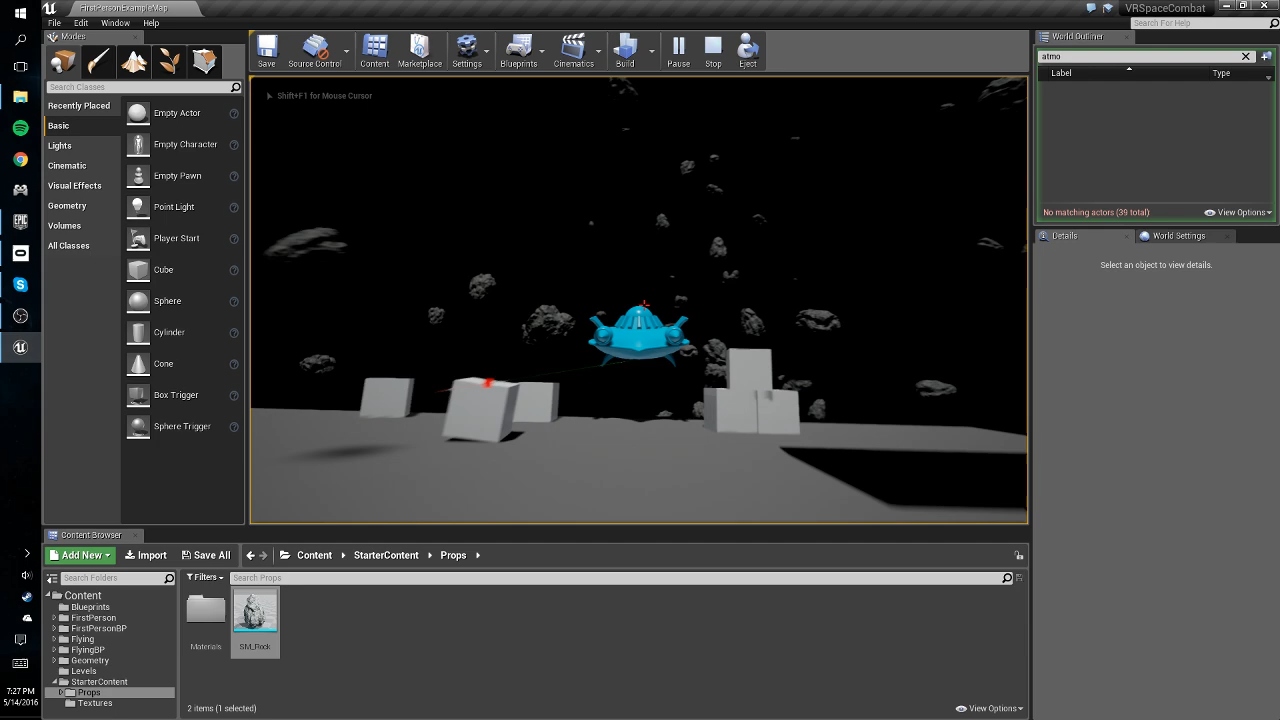 FirstPersonExampleMap
VRSpaceCombat
File Edit Window Help
Search For Help
Modes
Save Source Control Content Marketplace Settings Blueprints Cinematics Build Pause Stop Eject
World Outliner
atmo
Label Type
No matching actors (39 total) View Options
Search Classes
Recently Placed
Basic
Lights
Cinematic
Visual Effects
Geometry
Volumes
All Classes
Empty Actor
Empty Character
Empty Pawn
Point Light
Player Start
Cube
Sphere
Cylinder
Cone
Box Trigger
Sphere Trigger
Shift+F1 for Mouse Cursor
Details World Settings
Select an object to view details.
Content Browser
Add New Import Save All Content StarterContent Props
Search Folders
Filters Search Props
Content
Blueprints
FirstPerson
FirstPersonBP
Flying
FlyingBP
Geometry
Levels
StarterContent
Props
Textures
Materials
SM_Rock
2 items (1 selected) View Options
EPIC
7:27 PM
5/14/2016